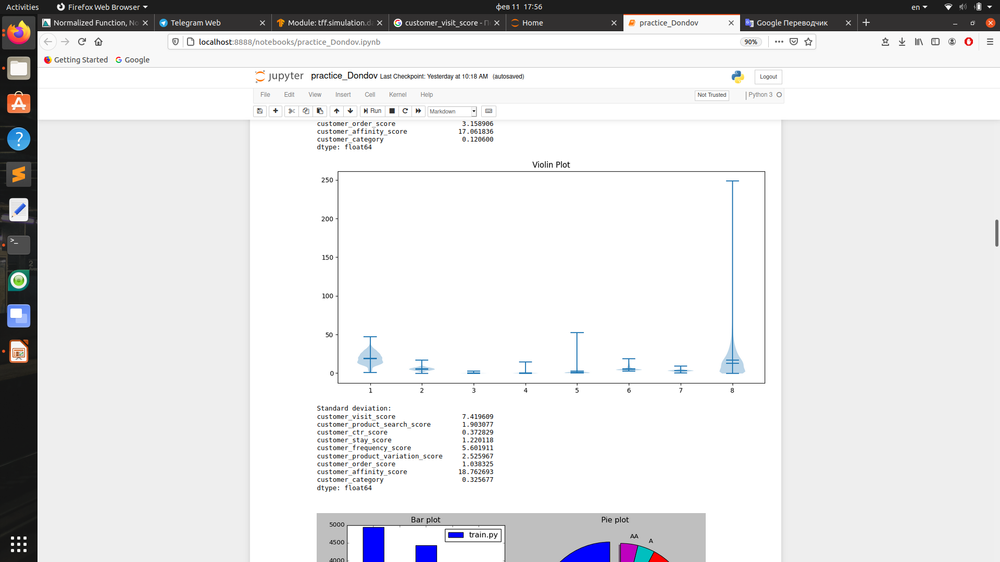 Activities
Firefox Web Browser
фев 11 17:56
en
Normalized Function, No
Telegram Web
Module: tff.simulation.da
customer_visit_score - П
Home
practice_Dondov
Google Переводчик
localhost:8888/notebooks/practice_Dondov.ipynb
90%
Getting Started
Google
jupyter
practice_Dondov Last Checkpoint: Yesterday at 10:18 AM (autosaved)
Logout
File Edit View Insert Cell Kernel Help
Not Trusted
Python 3
Run
Markdown
customer_order_score 3.158906
customer_affinity_score 17.061836
customer_category 0.120600
dtype: float64
Violin Plot
250
200
150
100
50
0
1 2 3 4 5 6 7 8
Standard deviation:
customer_visit_score 7.419609
customer_product_search_score 1.903077
customer_ctr_score 0.372829
customer_stay_score 1.220118
customer_frequency_score 5.601911
customer_product_variation_score 2.525967
customer_order_score 1.038325
customer_affinity_score 18.762693
customer_category 0.325677
dtype: float64
Bar plot
Pie plot
5000
4500
4000
train.py
AA
A